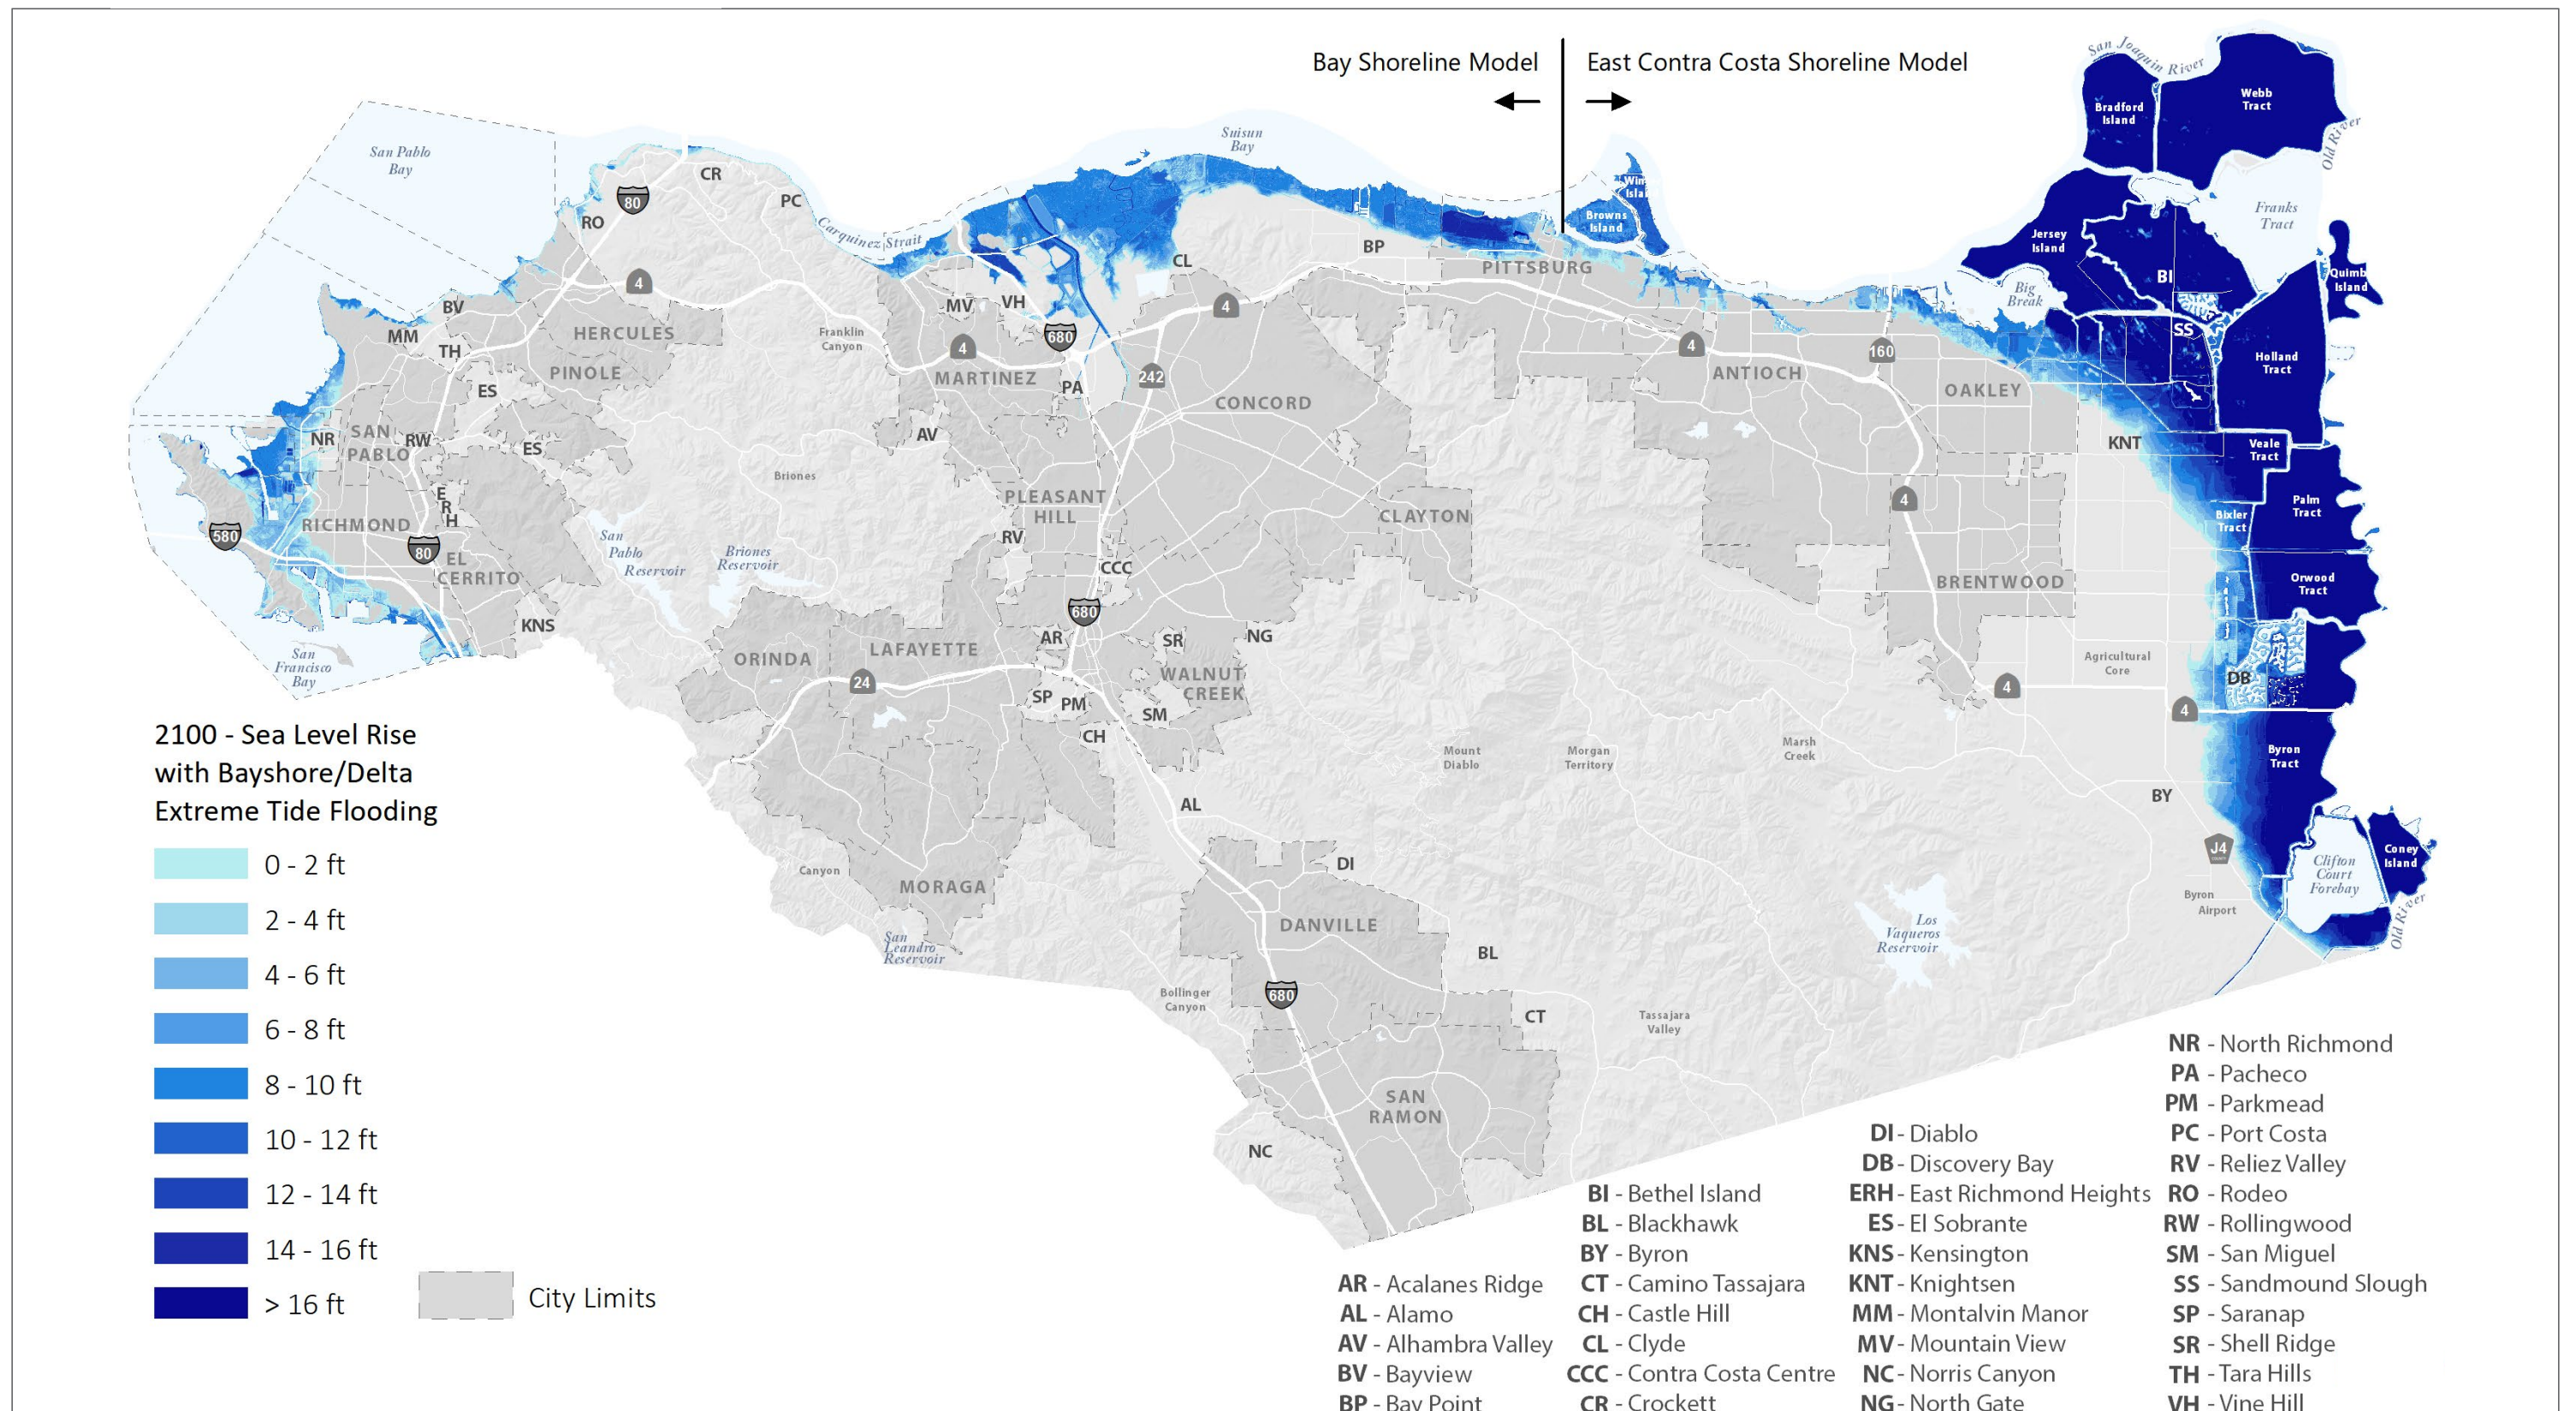 Bay Shoreline Model
East Contra Costa Shoreline Model
San Joaquin River
Bradford
Island
Webb
Tract
Old River
San Pablo
Bay
Suisun
Bay
CR
80
PC
RO
Carquinez Strait
Browns
Island
Franks
Tract
Jersey
Island
BI
Big
Break
SS
Holland
Tract
BP
PITTSBURG
CL
4
4
BV
MM
TH
HERCULES
PINOLE
ES
Franklin
Canyon
MV
VH
680
4
MARTINEZ
PA
242
CONCORD
4
ANTIOCH
160
OAKLEY
KNT
Veale
Tract
NR
SAN
PABLO
RW
ES
AV
Briones
E
R
H
RICHMOND
580
80
EL
CERRITO
KNS
San
Pablo
Reservoir
Briones
Reservoir
PLEASANT
HILL
RV
CCC
CLAYTON
4
Palm
Tract
Bixler
Tract
Orwood
Tract
BRENTWOOD
680
AR
SR
NG
WALNUT
CREEK
ORINDA
LAFAYETTE
24
SP
PM
SM
CH
San
Francisco
Bay
Agricultural
Core
DB
4
4
Byron
Tract
Mount
Diablo
Morgan
Territory
Marsh
Creek
AL
BY
J4
Clifton
Court
Forebay
Coney
Island
Old River
Byron
Airport
DI
Canyon
MORAGA
San
Leandro
Reservoir
DANVILLE
BL
Los
Vaqueros
Reservoir
680
Bollinger
Canyon
CT
Tassajara
Valley
SAN
RAMON
NC
2100 - Sea Level Rise
with Bayshore/Delta
Extreme Tide Flooding
0 - 2 ft
2 - 4 ft
4 - 6 ft
6 - 8 ft
8 - 10 ft
10 - 12 ft
12 - 14 ft
14 - 16 ft
> 16 ft
City Limits
AR - Acalanes Ridge
AL - Alamo
AV - Alhambra Valley
BV - Bayview
BP - Bay Point
BI - Bethel Island
BL - Blackhawk
BY - Byron
CT - Camino Tassajara
CH - Castle Hill
CL - Clyde
CCC - Contra Costa Centre
CR - Crockett
DI - Diablo
DB - Discovery Bay
ERH - East Richmond Heights
ES - El Sobrante
KNS - Kensington
KNT - Knightsen
MM - Montalvin Manor
MV - Mountain View
NC - Norris Canyon
NG - North Gate
NR - North Richmond
PA - Pacheco
PM - Parkmead
PC - Port Costa
RV - Reliez Valley
RO - Rodeo
RW - Rollingwood
SM - San Miguel
SS - Sandmound Slough
SP - Saranap
SR - Shell Ridge
TH - Tara Hills
VH - Vine Hill